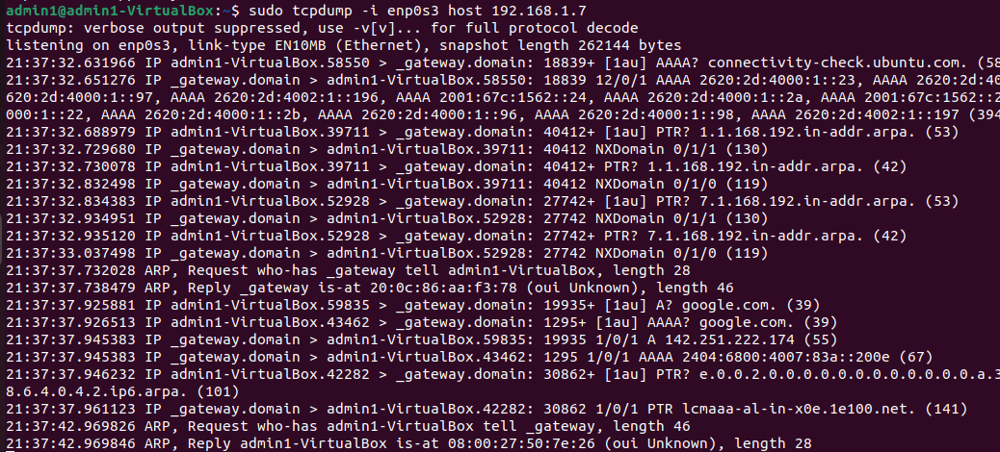 admin1@admin1-VirtualBox:~$ sudo tcpdump -i enp0s3 host 192.168.1.7
tcpdump: verbose output suppressed, use -v[v]... for full protocol decode
listening on enp0s3, link-type EN10MB (Ethernet), snapshot length 262144 bytes
21:37:32.631966 IP admin1-VirtualBox.58550 > _gateway.domain: 18839+ [1au] AAAA? connectivity-check.ubuntu.com. (58
21:37:32.651276 IP _gateway.domain > admin1-VirtualBox.58550: 18839 12/0/1 AAAA 2620:2d:4000:1::23, AAAA 2620:2d:40
620:2d:4000:1::97, AAAA 2620:2d:4002:1::196, AAAA 2001:67c:1562::24, AAAA 2620:2d:4000:1::2a, AAAA 2001:67c:1562::2
000:1::22, AAAA 2620:2d:4000:1::2b, AAAA 2620:2d:4000:1::96, AAAA 2620:2d:4000:1::98, AAAA 2620:2d:4002:1::197 (394
21:37:32.688979 IP admin1-VirtualBox.39711 > _gateway.domain: 40412+ [1au] PTR? 1.1.168.192.in-addr.arpa. (53)
21:37:32.729680 IP _gateway.domain > admin1-VirtualBox.39711: 40412 NXDomain 0/1/1 (130)
21:37:32.730078 IP admin1-VirtualBox.39711 > _gateway.domain: 40412+ PTR? 1.1.168.192.in-addr.arpa. (42)
21:37:32.832498 IP _gateway.domain > admin1-VirtualBox.39711: 40412 NXDomain 0/1/0 (119)
21:37:32.834383 IP admin1-VirtualBox.52928 > _gateway.domain: 27742+ [1au] PTR? 7.1.168.192.in-addr.arpa. (53)
21:37:32.934951 IP _gateway.domain > admin1-VirtualBox.52928: 27742 NXDomain 0/1/1 (130)
21:37:32.935120 IP admin1-VirtualBox.52928 > _gateway.domain: 27742+ PTR? 7.1.168.192.in-addr.arpa. (42)
21:37:33.037498 IP _gateway.domain > admin1-VirtualBox.52928: 27742 NXDomain 0/1/0 (119)
21:37:37.732028 ARP, Request who-has _gateway tell admin1-VirtualBox, length 28
21:37:37.738479 ARP, Reply _gateway is-at 20:0c:86:aa:f3:78 (oui Unknown), length 46
21:37:37.925881 IP admin1-VirtualBox.59835 > _gateway.domain: 19935+ [1au] A? google.com. (39)
21:37:37.926513 IP admin1-VirtualBox.43462 > _gateway.domain: 1295+ [1au] AAAA? google.com. (39)
21:37:37.945383 IP _gateway.domain > admin1-VirtualBox.59835: 19935 1/0/1 A 142.251.222.174 (55)
21:37:37.945383 IP _gateway.domain > admin1-VirtualBox.43462: 1295 1/0/1 AAAA 2404:6800:4007:83a::200e (67)
21:37:37.946232 IP admin1-VirtualBox.42282 > _gateway.domain: 30862+ [1au] PTR? e.0.0.2.0.0.0.0.0.0.0.0.0.0.0.0.a.3
8.6.4.0.4.2.ip6.arpa. (101)
21:37:37.961123 IP _gateway.domain > admin1-VirtualBox.42282: 30862 1/0/1 PTR lcmaaa-al-in-x0e.1e100.net. (141)
21:37:42.969826 ARP, Request who-has admin1-VirtualBox tell _gateway, length 46
21:37:42.969846 ARP, Reply admin1-VirtualBox is-at 08:00:27:50:7e:26 (oui Unknown), length 28